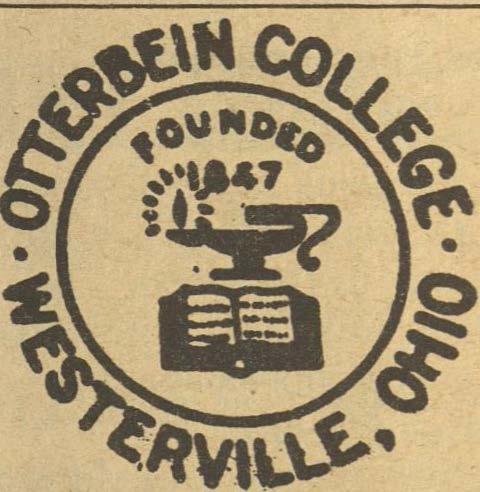 · OTTERBEIN COLLEGE ·
WESTERVILLE, OHIO
FOUNDED
1847